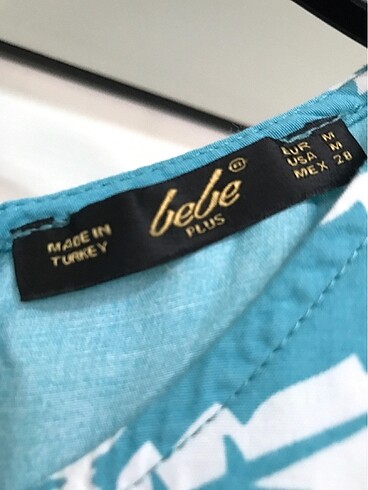 MADE IN
TURKEY
bebe®
PLUS
EUR M
USA M
MEX 28